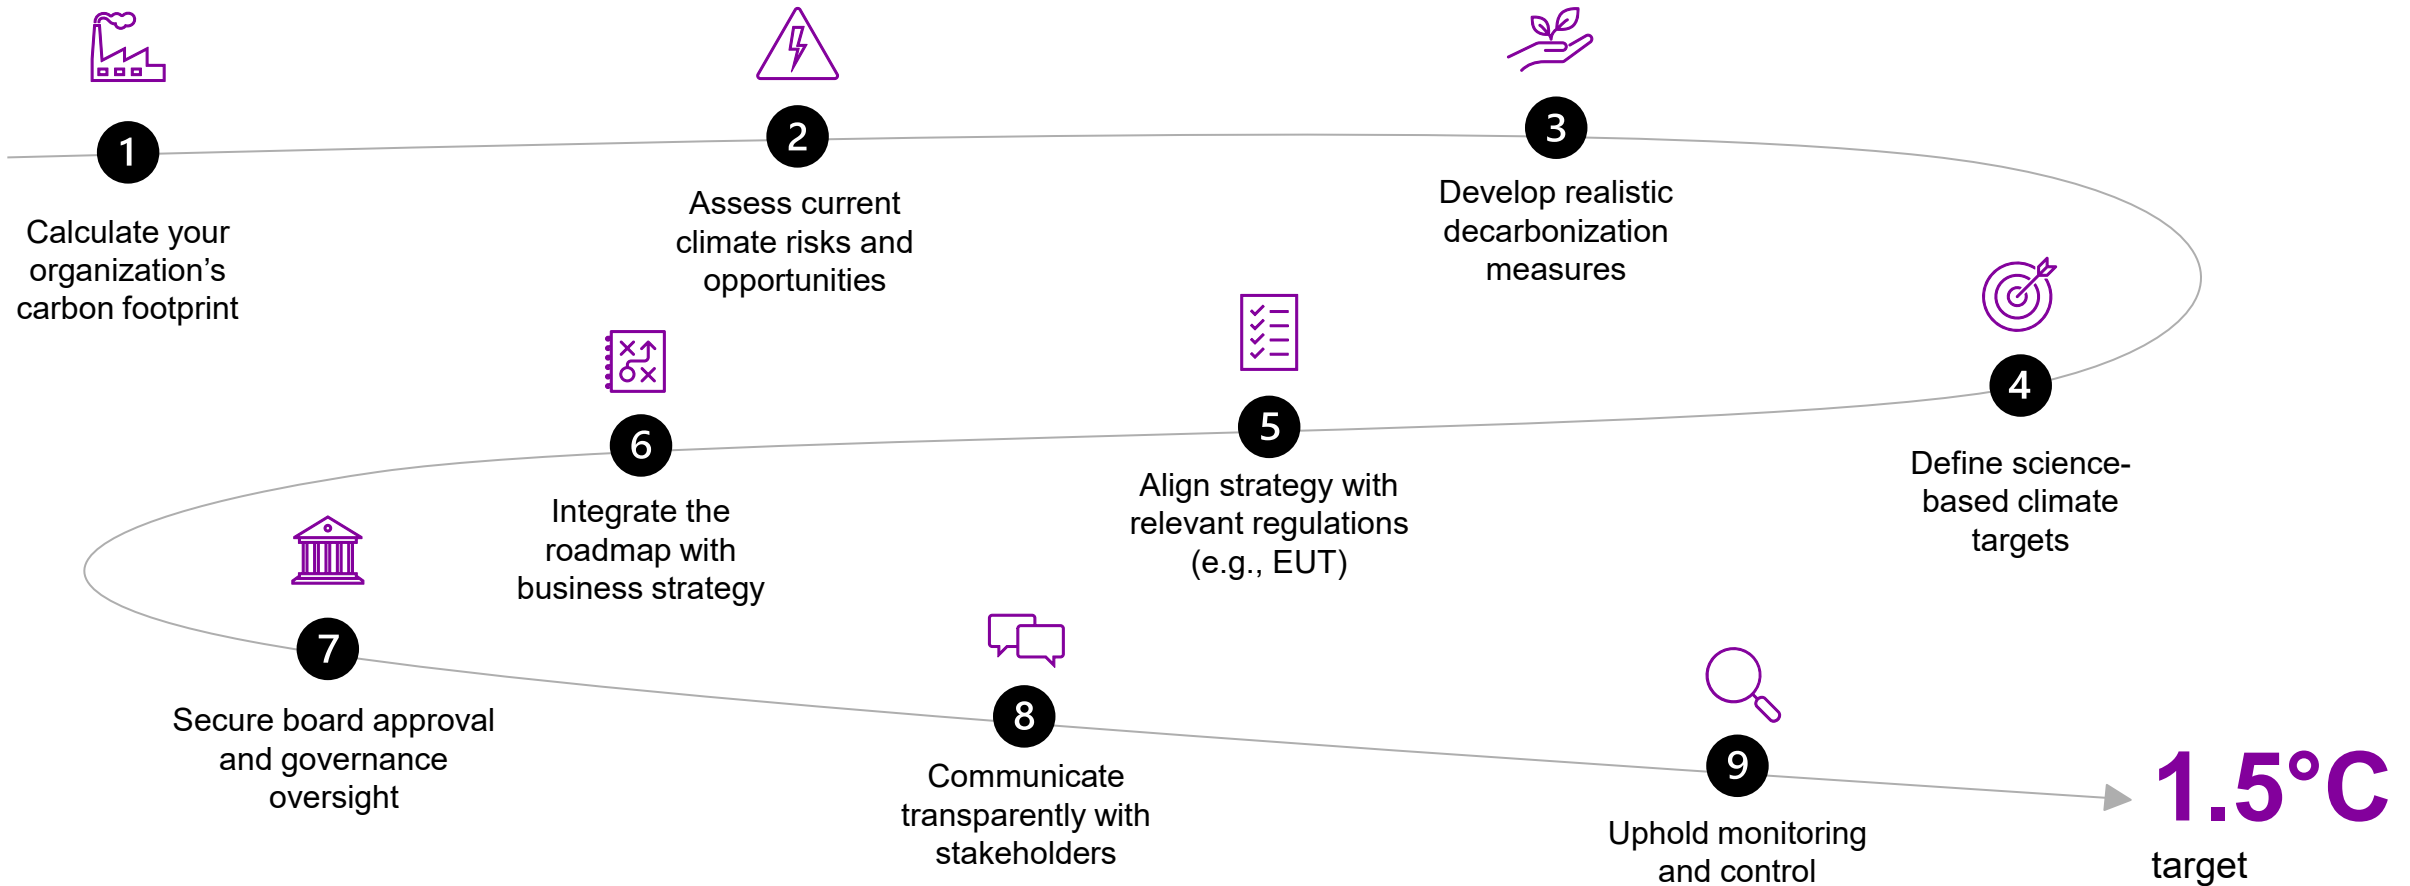 1
Calculate your
organization’s
carbon footprint
2
Assess current
climate risks and
opportunities
3
Develop realistic
decarbonization
measures
4
Define science-
based climate
targets
5
Align strategy with
relevant regulations
(e.g., EUT)
6
Integrate the
roadmap with
business strategy
7
Secure board approval
and governance
oversight
8
Communicate
transparently with
stakeholders
9
Uphold monitoring
and control
1.5°C
target